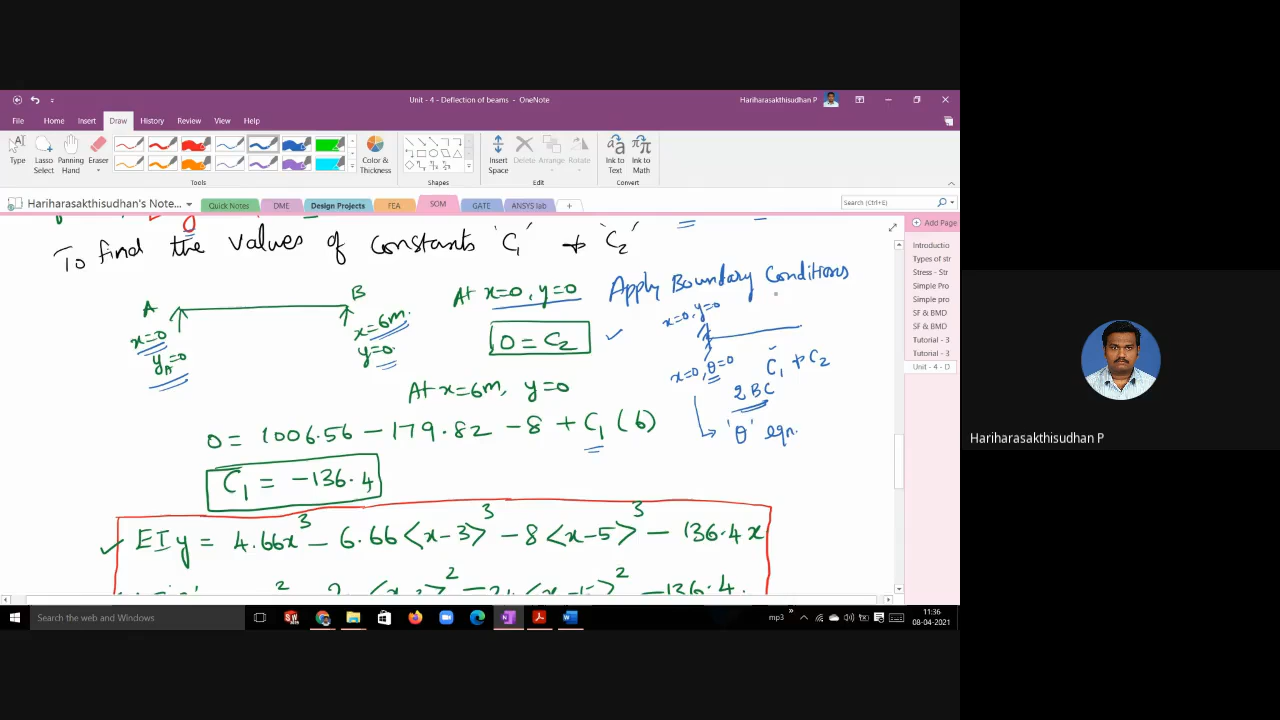 Unit - 4 - Deflection of beams - OneNote
Hariharasakthisudhan P
File Home Insert Draw History Review View Help
Type
Lasso Select
Panning Hand
Eraser
Color & Thickness
Insert Space
Delete
Arrange
Rotate
Ink to Text
Ink to Math
Tools
Shapes
Edit
Convert
Hariharasakthisudhan's Note...
Quick Notes
DME
Design Projects
FEA
SOM
GATE
ANSYS lab
+
Search (Ctrl+E)
Add Page
Introductio
Types of str
Stress - Str
Simple Pro
Simple pro
SF & BMD
SF & BMD
Tutorial - 3
Tutorial - 3
Unit - 4 - D
To find the values of constants 'C1' & 'C2'
A
B
x=0
yA=0
x=6m.
y=0.
At x=0, y=0
0 = C2
Apply Boundary Conditions
x=0, y=0
x=0, θ=0
C1 & C2
2 BC
'θ' eqn.
At x=6m, y=0
0 = 1006.56 - 179.82 - 8 + C1 (6)
C1 = -136.4
EIy = 4.66x^3 - 6.66<x-3>^3 - 8<x-5>^3 - 136.4x
-136.4.
Search the web and Windows
mp3
11:36
08-04-2021
Hariharasakthisudhan P